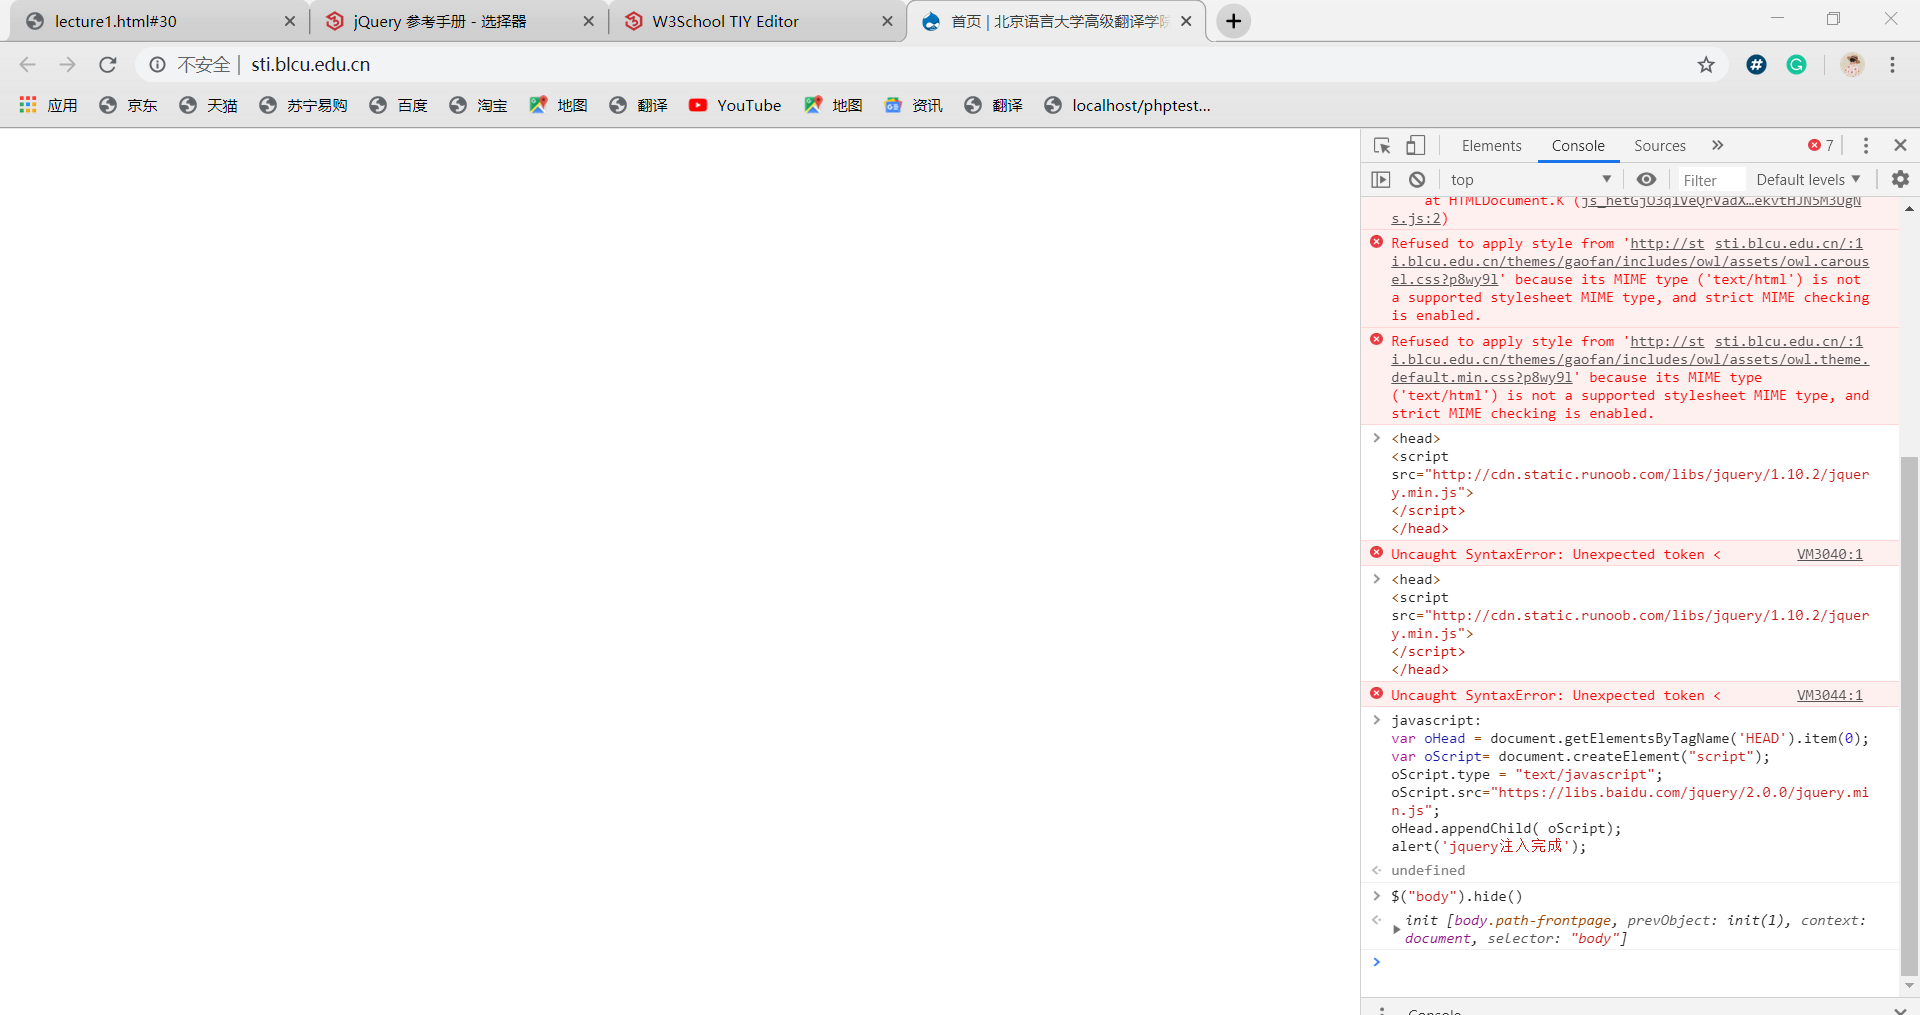 lecture1.html#30
jQuery 参考手册 - 选择器
W3School TIY Editor
首页 | 北京语言大学高级翻译学院
不安全 | sti.blcu.edu.cn
应用 京东 天猫 苏宁易购 百度 淘宝 地图 翻译 YouTube 地图 资讯 翻译 localhost/phptest...
Elements Console Sources » 7
top Filter Default levels
at HTMLDocument.K (
s.js:2)
Refused to apply style from 'http://st sti.blcu.edu.cn/:1
i.blcu.edu.cn/themes/gaofan/includes/owl/assets/owl.carous
el.css?p8wy9l' because its MIME type ('text/html') is not
a supported stylesheet MIME type, and strict MIME checking
is enabled.
Refused to apply style from 'http://st sti.blcu.edu.cn/:1
i.blcu.edu.cn/themes/gaofan/includes/owl/assets/owl.theme.
default.min.css?p8wy9l' because its MIME type
('text/html') is not a supported stylesheet MIME type, and
strict MIME checking is enabled.
<head>
<script
src="http://cdn.static.runoob.com/libs/jquery/1.10.2/jquer
y.min.js">
</script>
</head>
Uncaught SyntaxError: Unexpected token < VM3040:1
<head>
<script
src="http://cdn.static.runoob.com/libs/jquery/1.10.2/jquer
y.min.js">
</script>
</head>
Uncaught SyntaxError: Unexpected token < VM3044:1
javascript:
var oHead = document.getElementsByTagName('HEAD').item(0);
var oScript= document.createElement("script");
oScript.type = "text/javascript";
oScript.src="https://libs.baidu.com/jquery/2.0.0/jquery.mi
n.js";
oHead.appendChild( oScript);
alert('jquery注入完成');
undefined
$("body").hide()
init [body.path-frontpage, prevObject: init(1), context:
document, selector: "body"]
Console